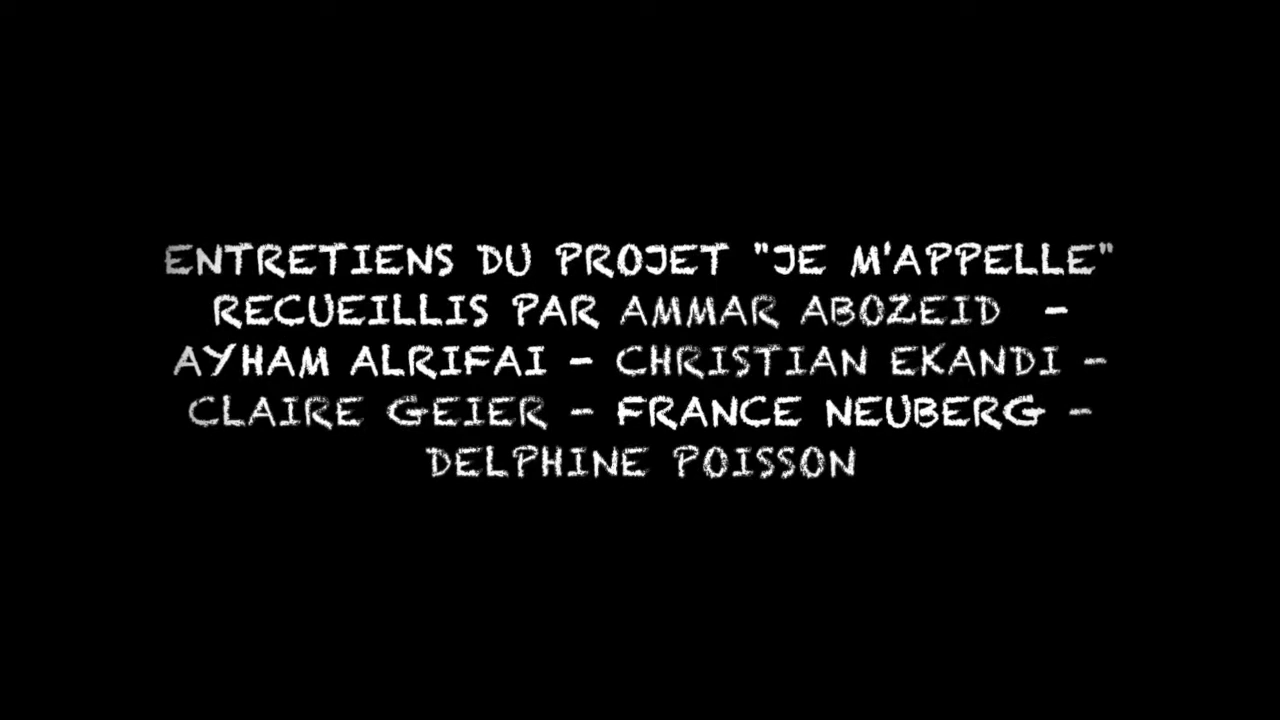 ENTRETIENS DU PROJET "JE M'APPELLE"
RECUEILLIS PAR AMMAR ABOZEID -
AYHAM ALRIFAI - CHRISTIAN EKANDI -
CLAIRE GEIER - FRANCE NEUBERG -
DELPHINE POISSON